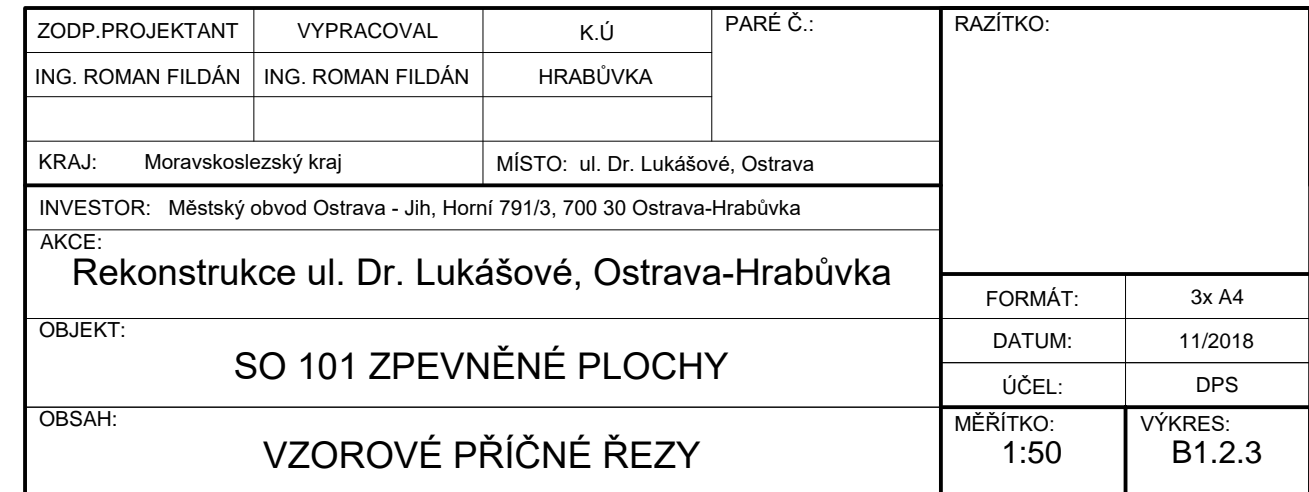 ZODP.PROJEKTANT VYPRACOVAL K.Ú PARÉ Č.: RAZÍTKO:
ING. ROMAN FILDÁN ING. ROMAN FILDÁN HRABŮVKA
KRAJ: Moravskoslezský kraj MÍSTO: ul. Dr. Lukášové, Ostrava
INVESTOR: Městský obvod Ostrava - Jih, Horní 791/3, 700 30 Ostrava-Hrabůvka
AKCE:
Rekonstrukce ul. Dr. Lukášové, Ostrava-Hrabůvka
FORMÁT: 3x A4
OBJEKT:
SO 101 ZPEVNĚNÉ PLOCHY
DATUM: 11/2018
ÚČEL: DPS
OBSAH:
VZOROVÉ PŘÍČNÉ ŘEZY
MĚŘÍTKO: VÝKRES:
1:50 B1.2.3